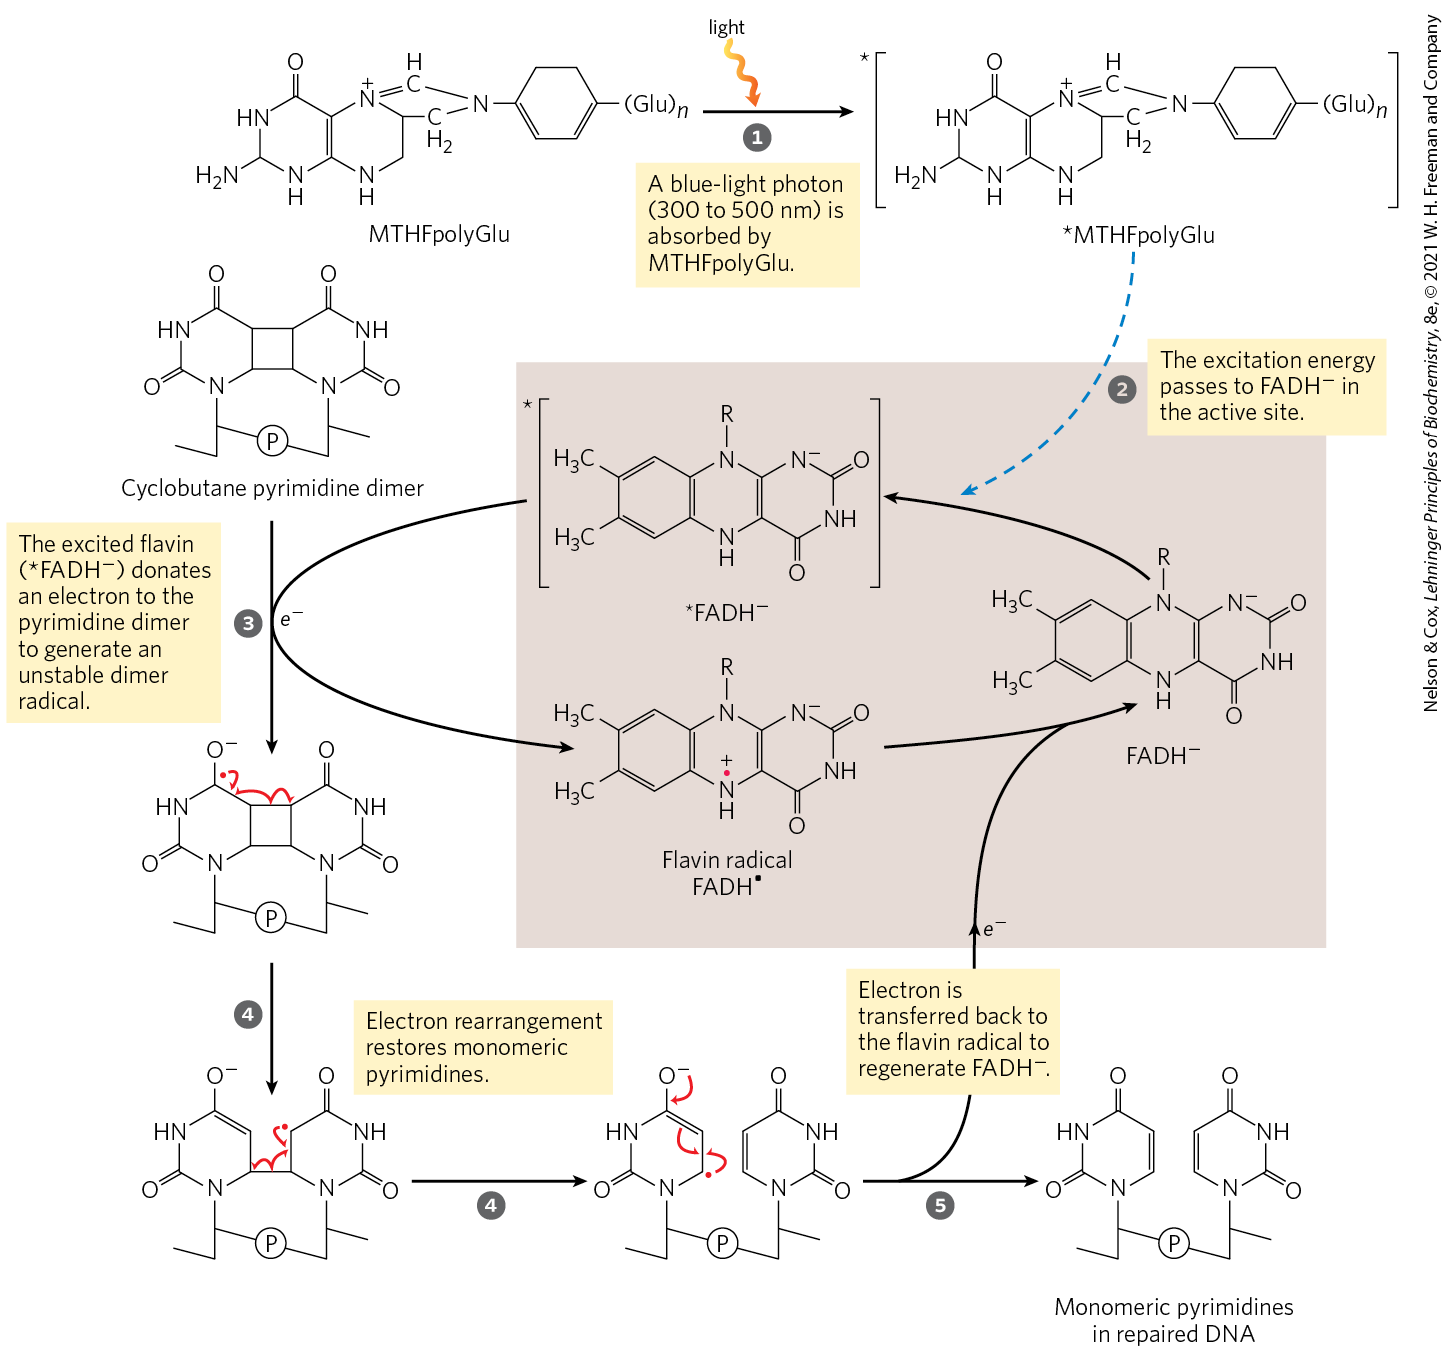 light
O
HN
H₂N
N
H
N
H
+
N
H
C
C
H₂
N
(Glu)n
MTHFpolyGlu
1
A blue-light photon
(300 to 500 nm) is
absorbed by
MTHFpolyGlu.
*
O
HN
H₂N
N
H
N
H
+
N
H
C
C
H₂
N
(Glu)n
*MTHFpolyGlu
2
The excitation energy
passes to FADH⁻ in
the active site.
O
O
HN
NH
O
N
N
O
P
Cyclobutane pyrimidine dimer
The excited flavin
(*FADH⁻) donates
an electron to the
pyrimidine dimer
to generate an
unstable dimer
radical.
3
e⁻
*
R
H₃C
N
N⁻
O
H₃C
N
H
NH
O
*FADH⁻
R
H₃C
N
N⁻
O
H₃C
N
H
NH
O
FADH⁻
R
H₃C
N
N⁻
O
+
H₃C
N
H
NH
O
Flavin radical
FADH•
e⁻
O⁻
O
HN
NH
O
N
N
O
P
4
Electron rearrangement
restores monomeric
pyrimidines.
Electron is
transferred back to
the flavin radical to
regenerate FADH⁻.
O⁻
O
HN
NH
O
N
N
O
P
4
O⁻
O
HN
NH
O
N
N
O
P
5
O
O
HN
NH
O
N
N
O
P
Monomeric pyrimidines
in repaired DNA
Nelson & Cox, Lehninger Principles of Biochemistry, 8e, © 2021 W. H. Freeman and Company